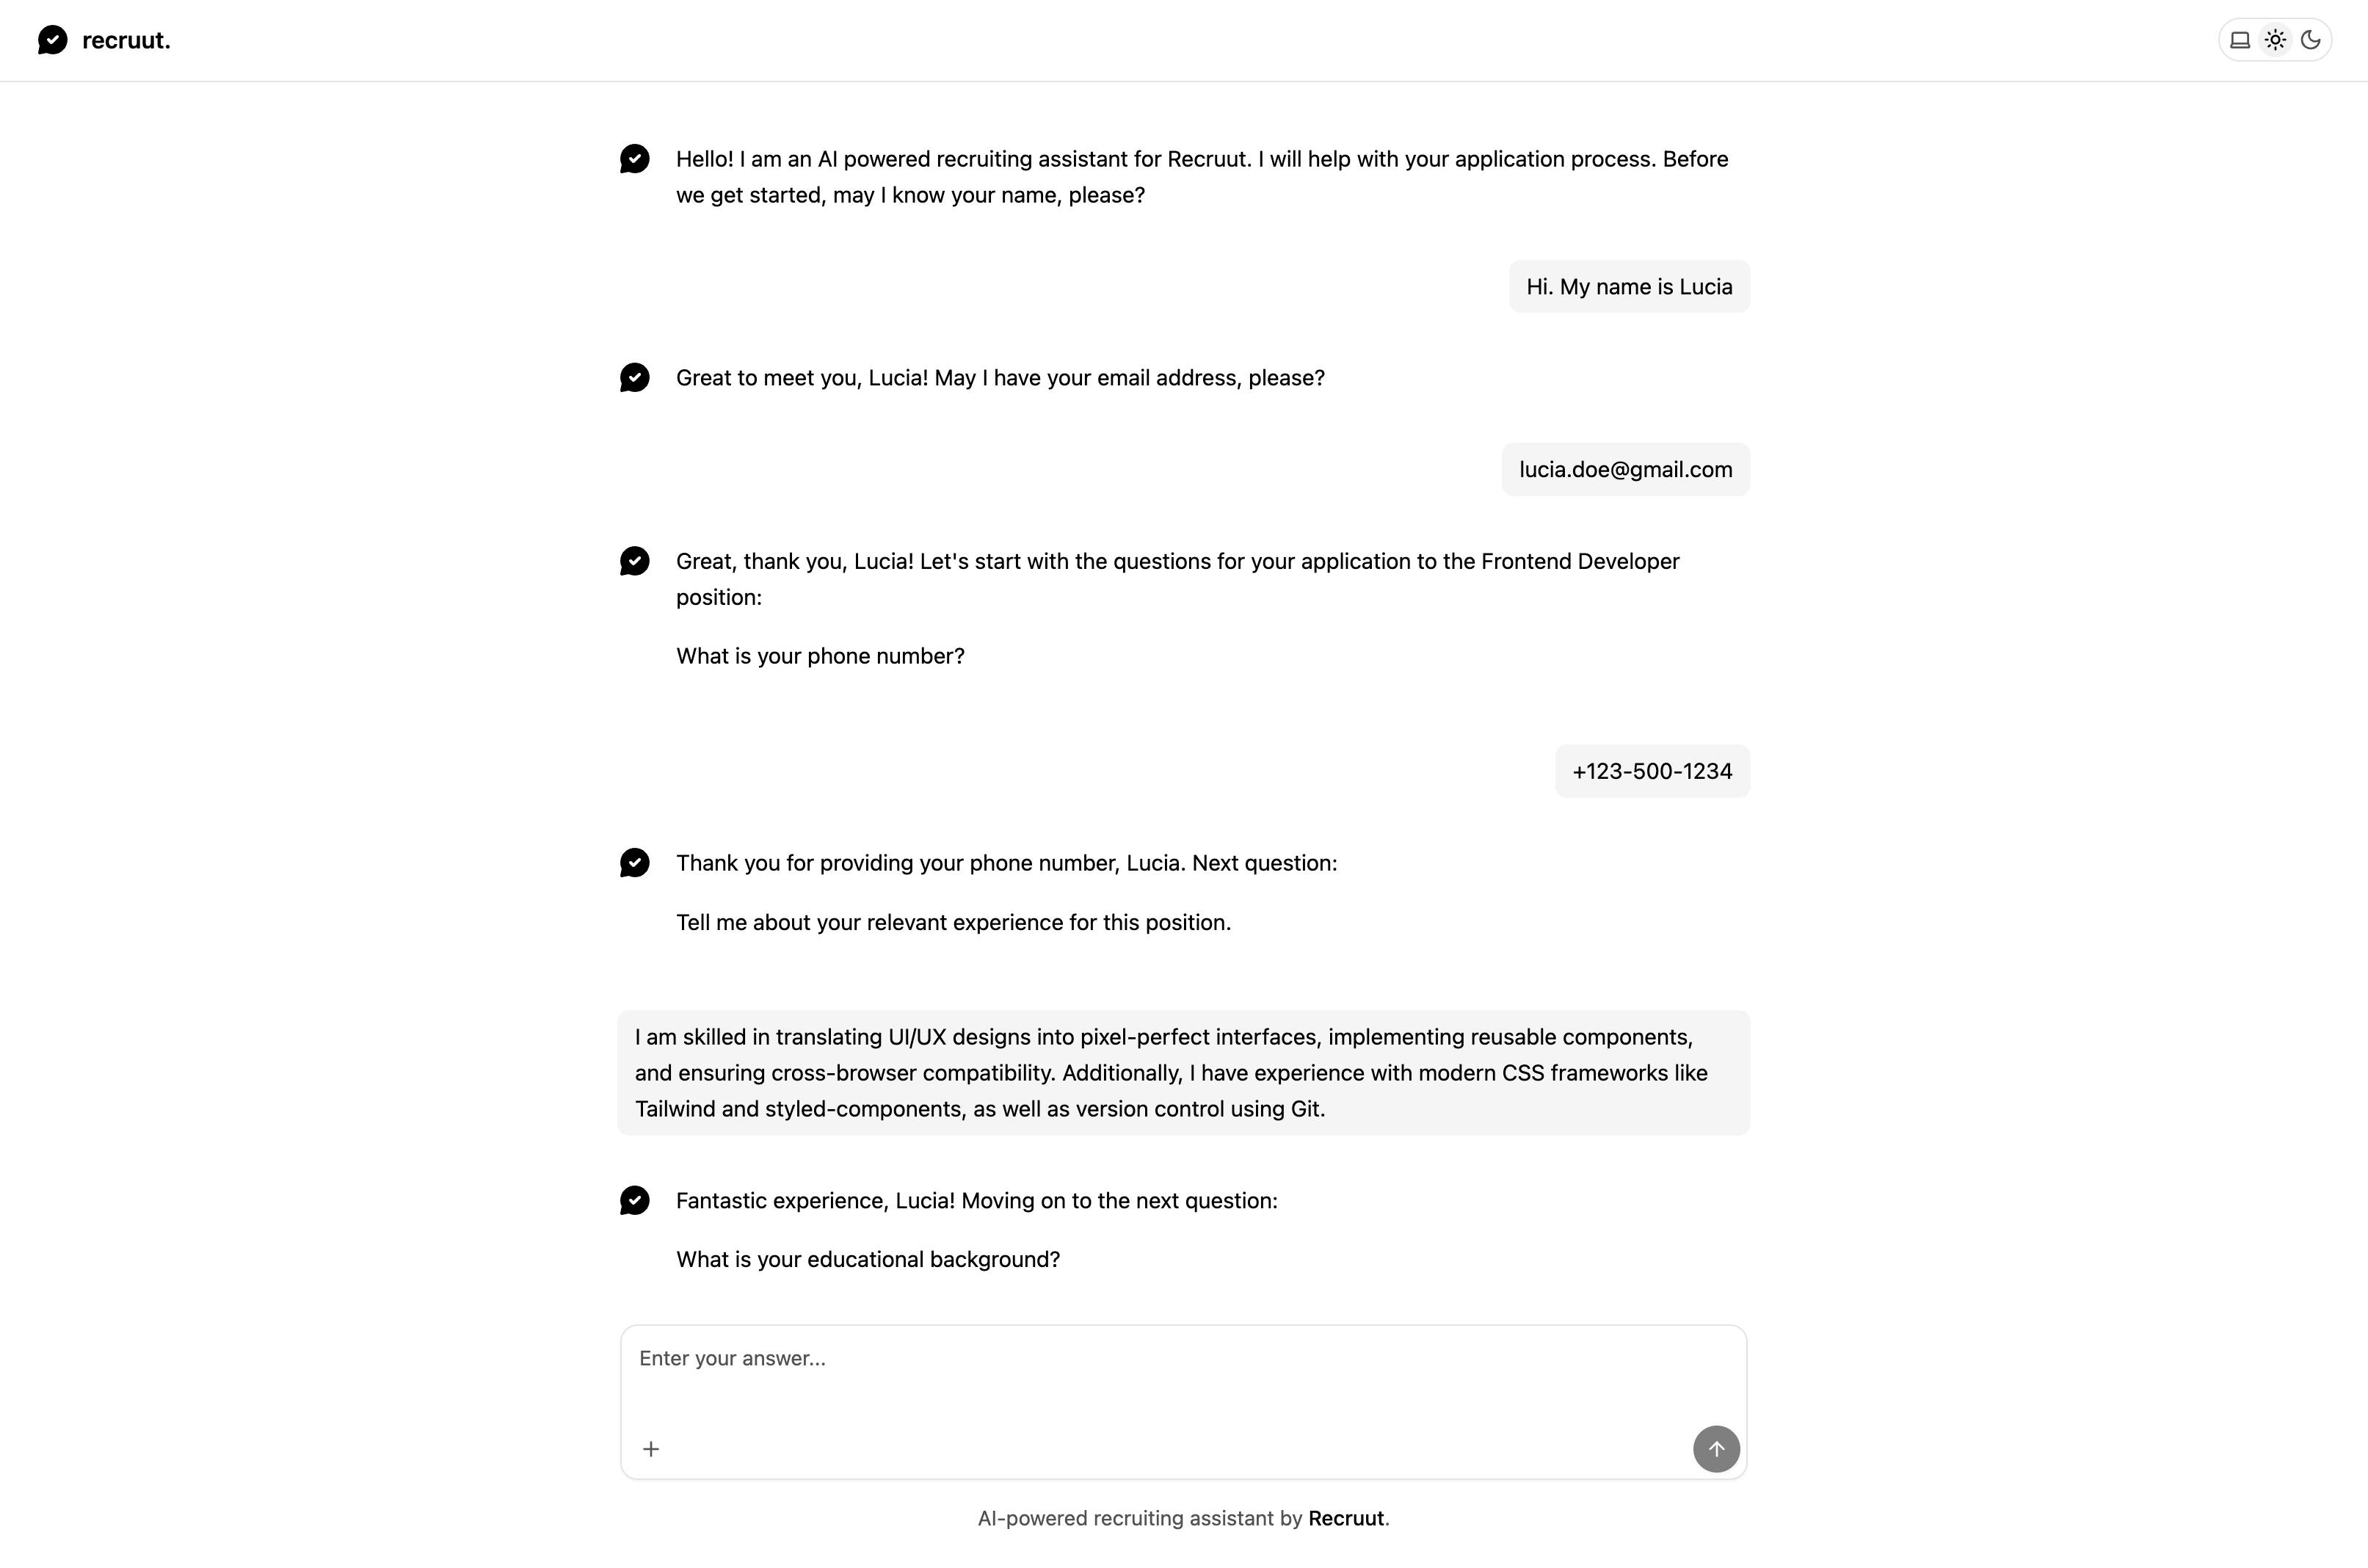 recruut.
Hello! I am an AI powered recruiting assistant for Recruut. I will help with your application process. Before
we get started, may I know your name, please?
Hi. My name is Lucia
Great to meet you, Lucia! May I have your email address, please?
lucia.doe@gmail.com
Great, thank you, Lucia! Let's start with the questions for your application to the Frontend Developer
position:
What is your phone number?
+123-500-1234
Thank you for providing your phone number, Lucia. Next question:
Tell me about your relevant experience for this position.
I am skilled in translating UI/UX designs into pixel-perfect interfaces, implementing reusable components,
and ensuring cross-browser compatibility. Additionally, I have experience with modern CSS frameworks like
Tailwind and styled-components, as well as version control using Git.
Fantastic experience, Lucia! Moving on to the next question:
What is your educational background?
Enter your answer...
AI-powered recruiting assistant by Recruut.